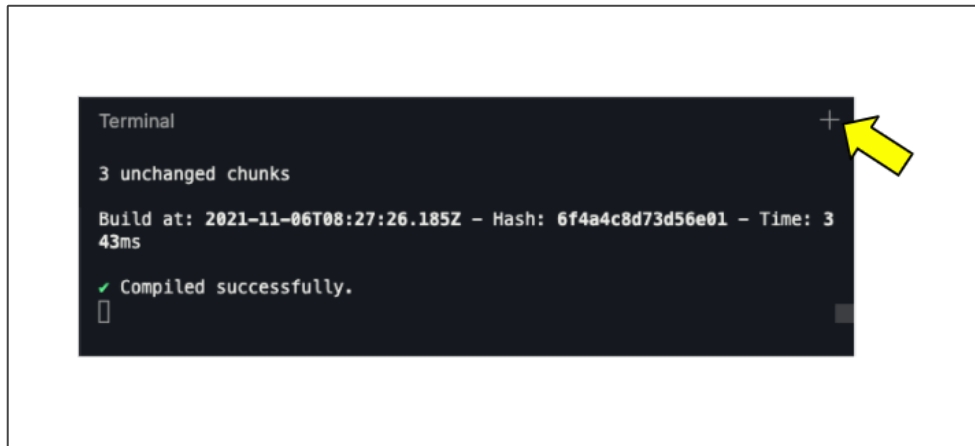 Terminal
3 unchanged chunks
Build at: 2021-11-06T08:27:26.185Z - Hash: 6f4a4c8d73d56e01 - Time: 3
43ms
✔ Compiled successfully.